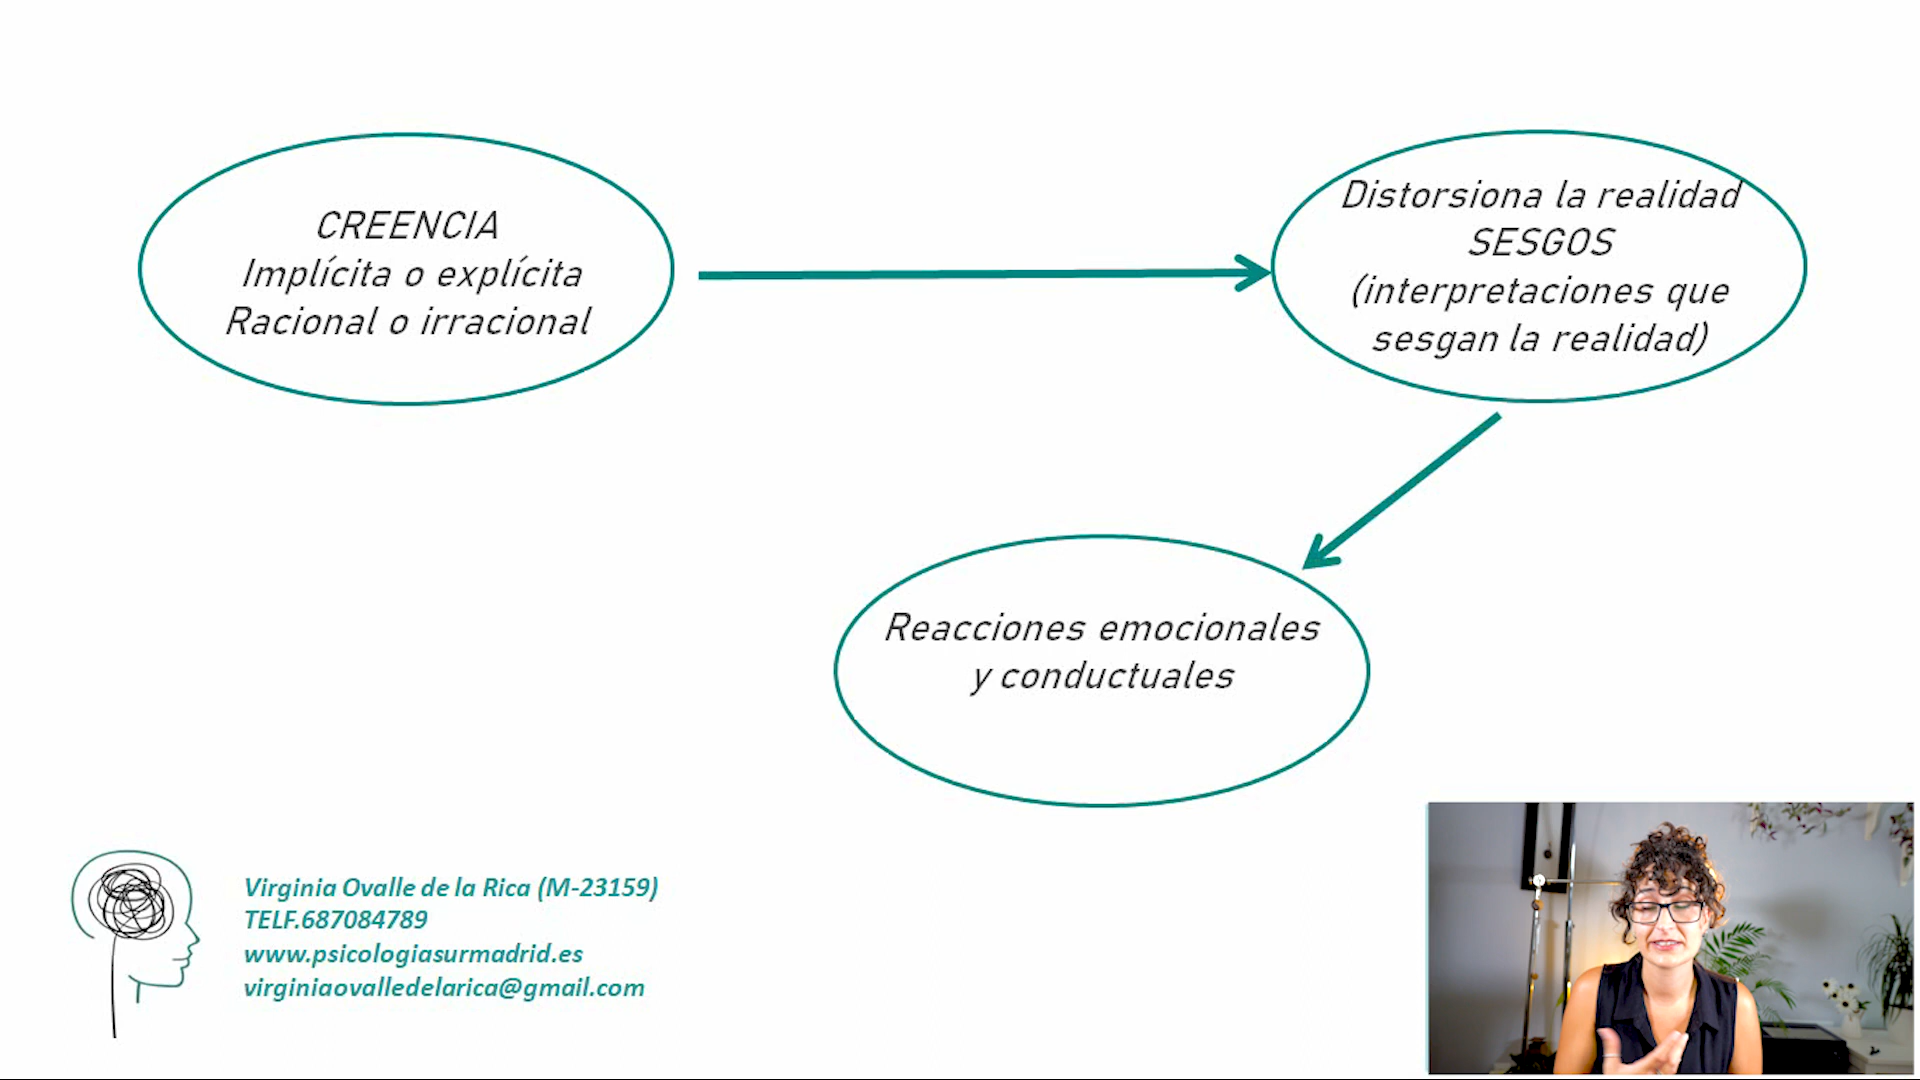 CREENCIA
Implícita o explícita
Racional o irracional
Distorsiona la realidad
SESGOS
(interpretaciones que
sesgan la realidad)
Reacciones emocionales
y conductuales
Virginia Ovalle de la Rica (M-23159)
TELF.687084789
www.psicologiasurmadrid.es
virginiaovalledelarica@gmail.com